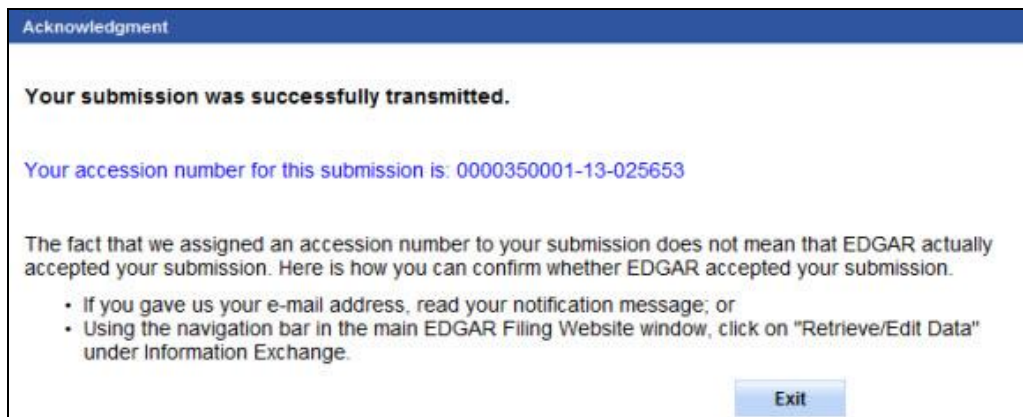 Acknowledgment
Your submission was successfully transmitted.
Your accession number for this submission is: 0000350001-13-025653
The fact that we assigned an accession number to your submission does not mean that EDGAR actually
accepted your submission. Here is how you can confirm whether EDGAR accepted your submission.
• If you gave us your e-mail address, read your notification message; or
• Using the navigation bar in the main EDGAR Filing Website window, click on "Retrieve/Edit Data"
under Information Exchange.
Exit